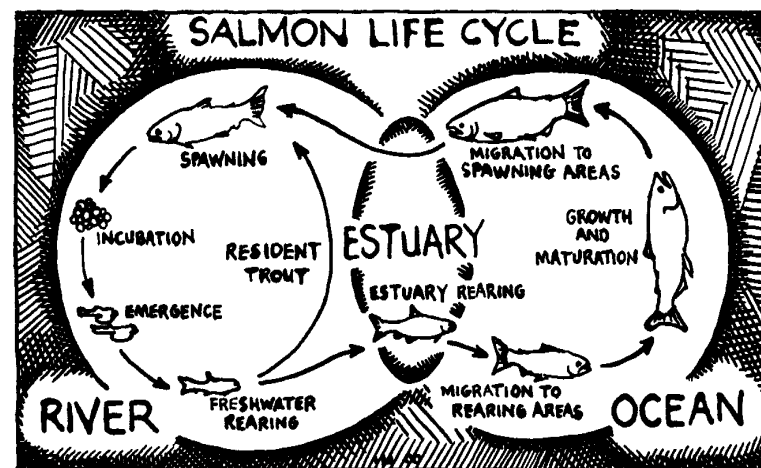 SALMON LIFE CYCLE
SPAWNING
MIGRATION TO
SPAWNING AREAS
INCUBATION
RESIDENT
TROUT
ESTUARY
GROWTH
AND
MATURATION
ESTUARY REARING
EMERGENCE
FRESHWATER
REARING
MIGRATION TO
REARING AREAS
RIVER
OCEAN